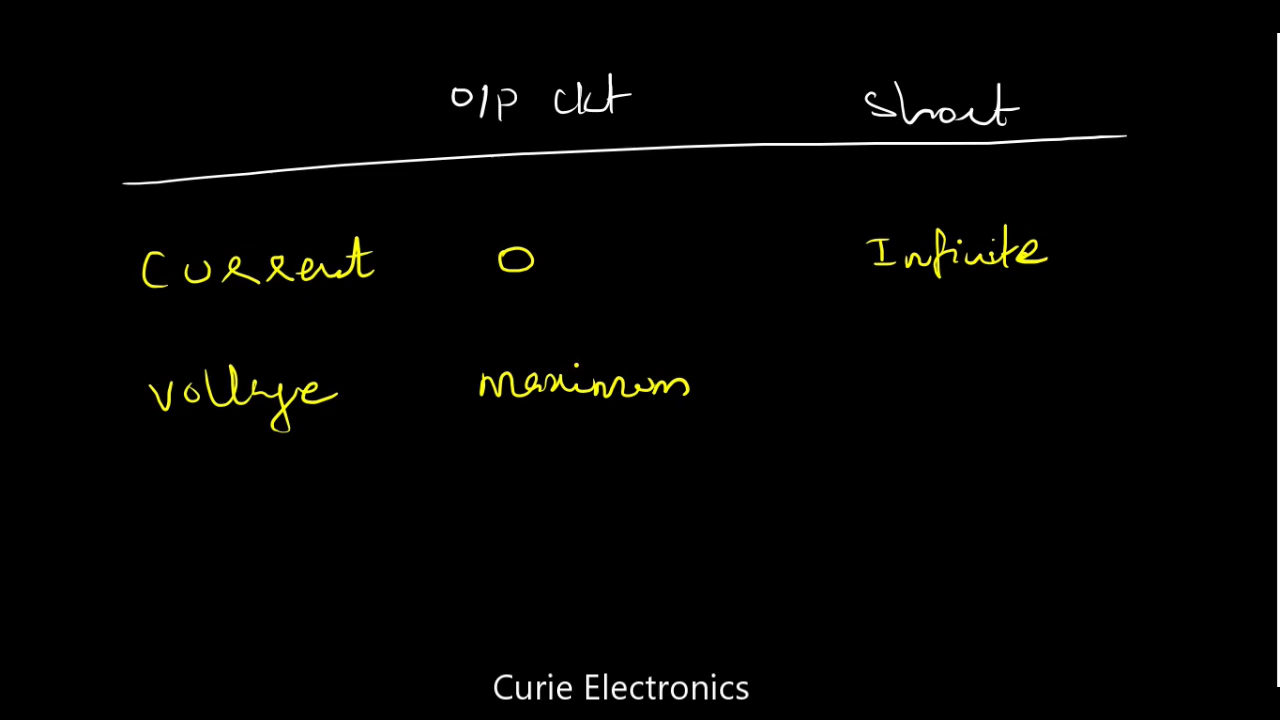 O/P ckt Short
Current 0 Infinite
Voltage maximum
Curie Electronics